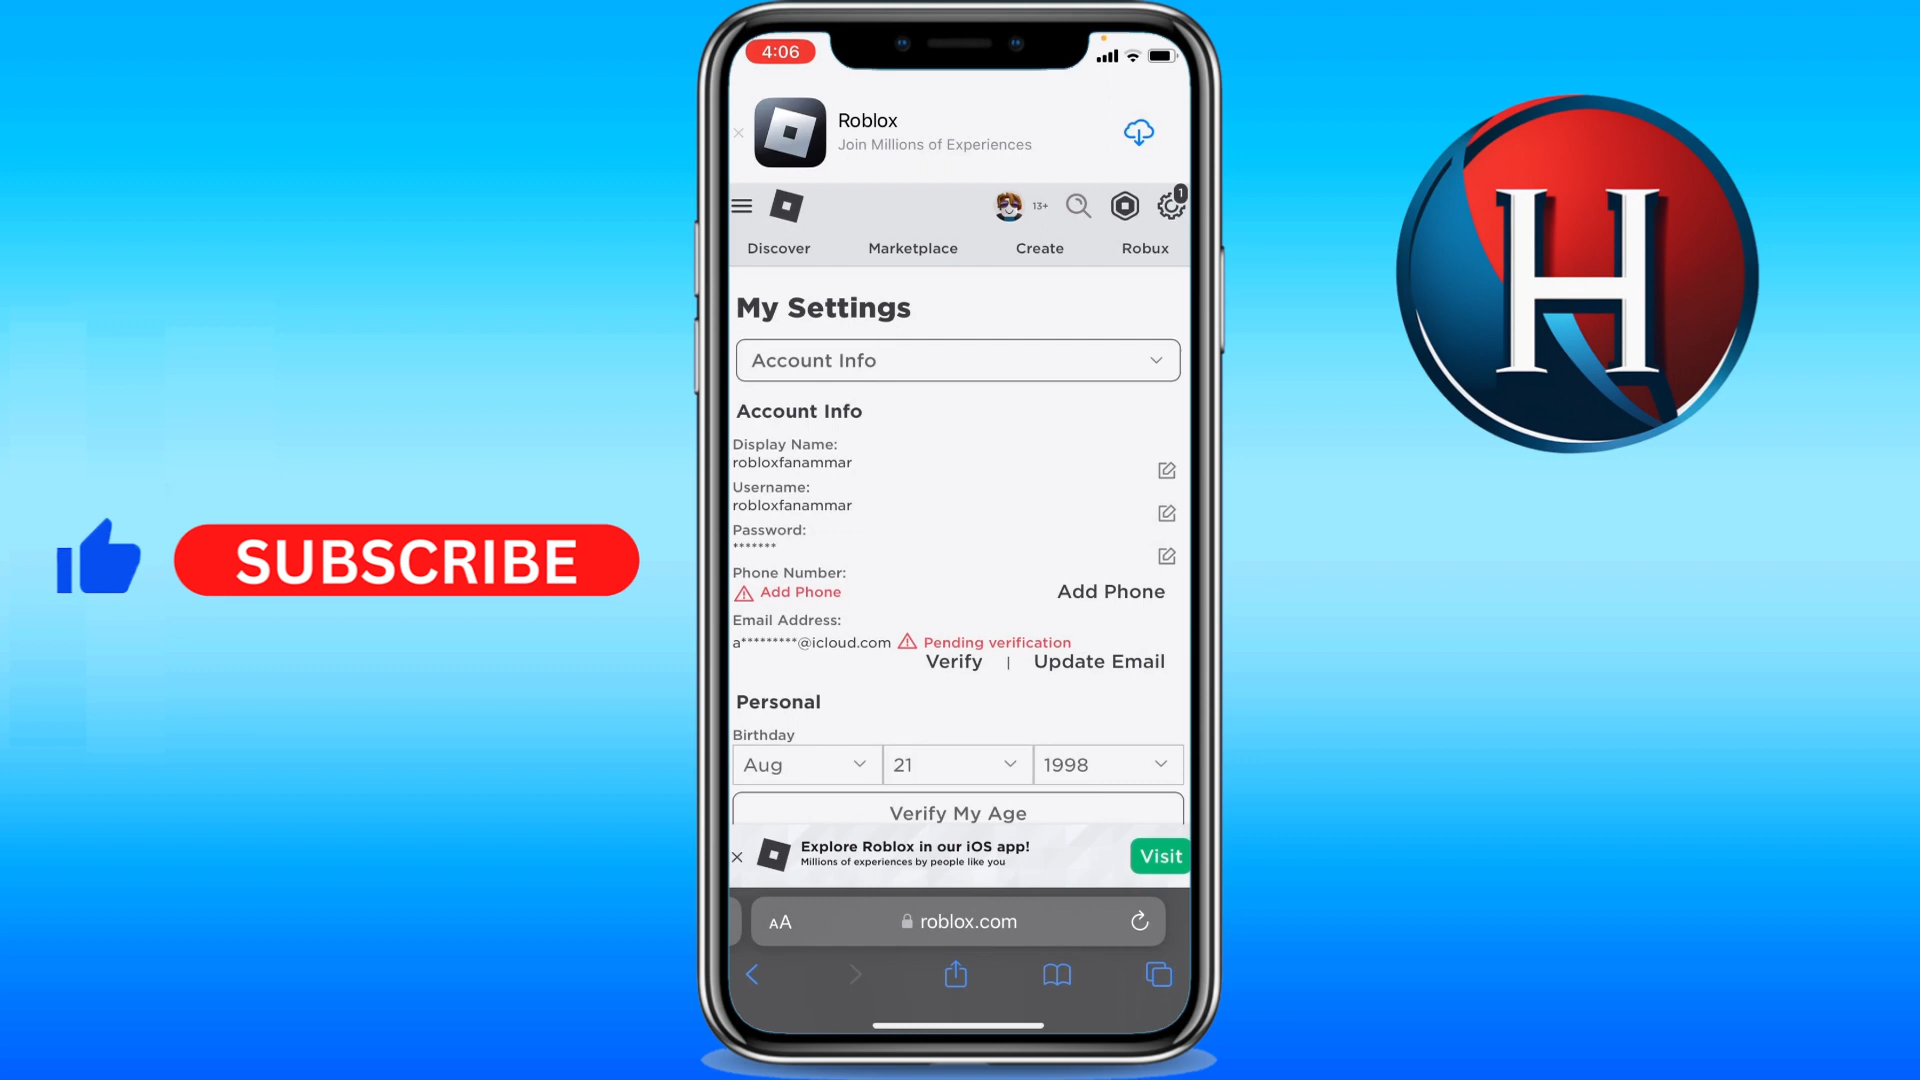 4:06
Roblox
Join Millions of Experiences
13+
1
Discover Marketplace Create Robux
My Settings
Account Info
Account Info
Display Name:
robloxfanammar
Username:
robloxfanammar
Password:
*******
Phone Number:
Add Phone Add Phone
Email Address:
a*********@icloud.com Pending verification
Verify | Update Email
Personal
Birthday
Aug 21 1998
Verify My Age
Explore Roblox in our iOS app!
Millions of experiences by people like you
Visit
AA roblox.com
SUBSCRIBE
H